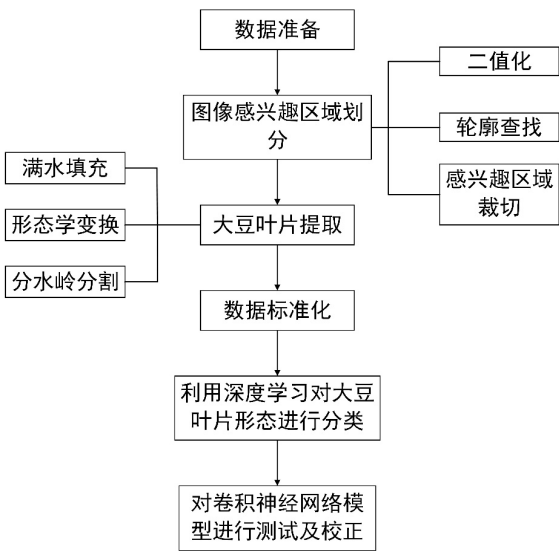 数据准备
图像感兴趣区域划
分
二值化
轮廓查找
感兴趣区域
裁切
满水填充
形态学变换
分水岭分割
大豆叶片提取
数据标准化
利用深度学习对大豆
叶片形态进行分类
对卷积神经网络模
型进行测试及校正